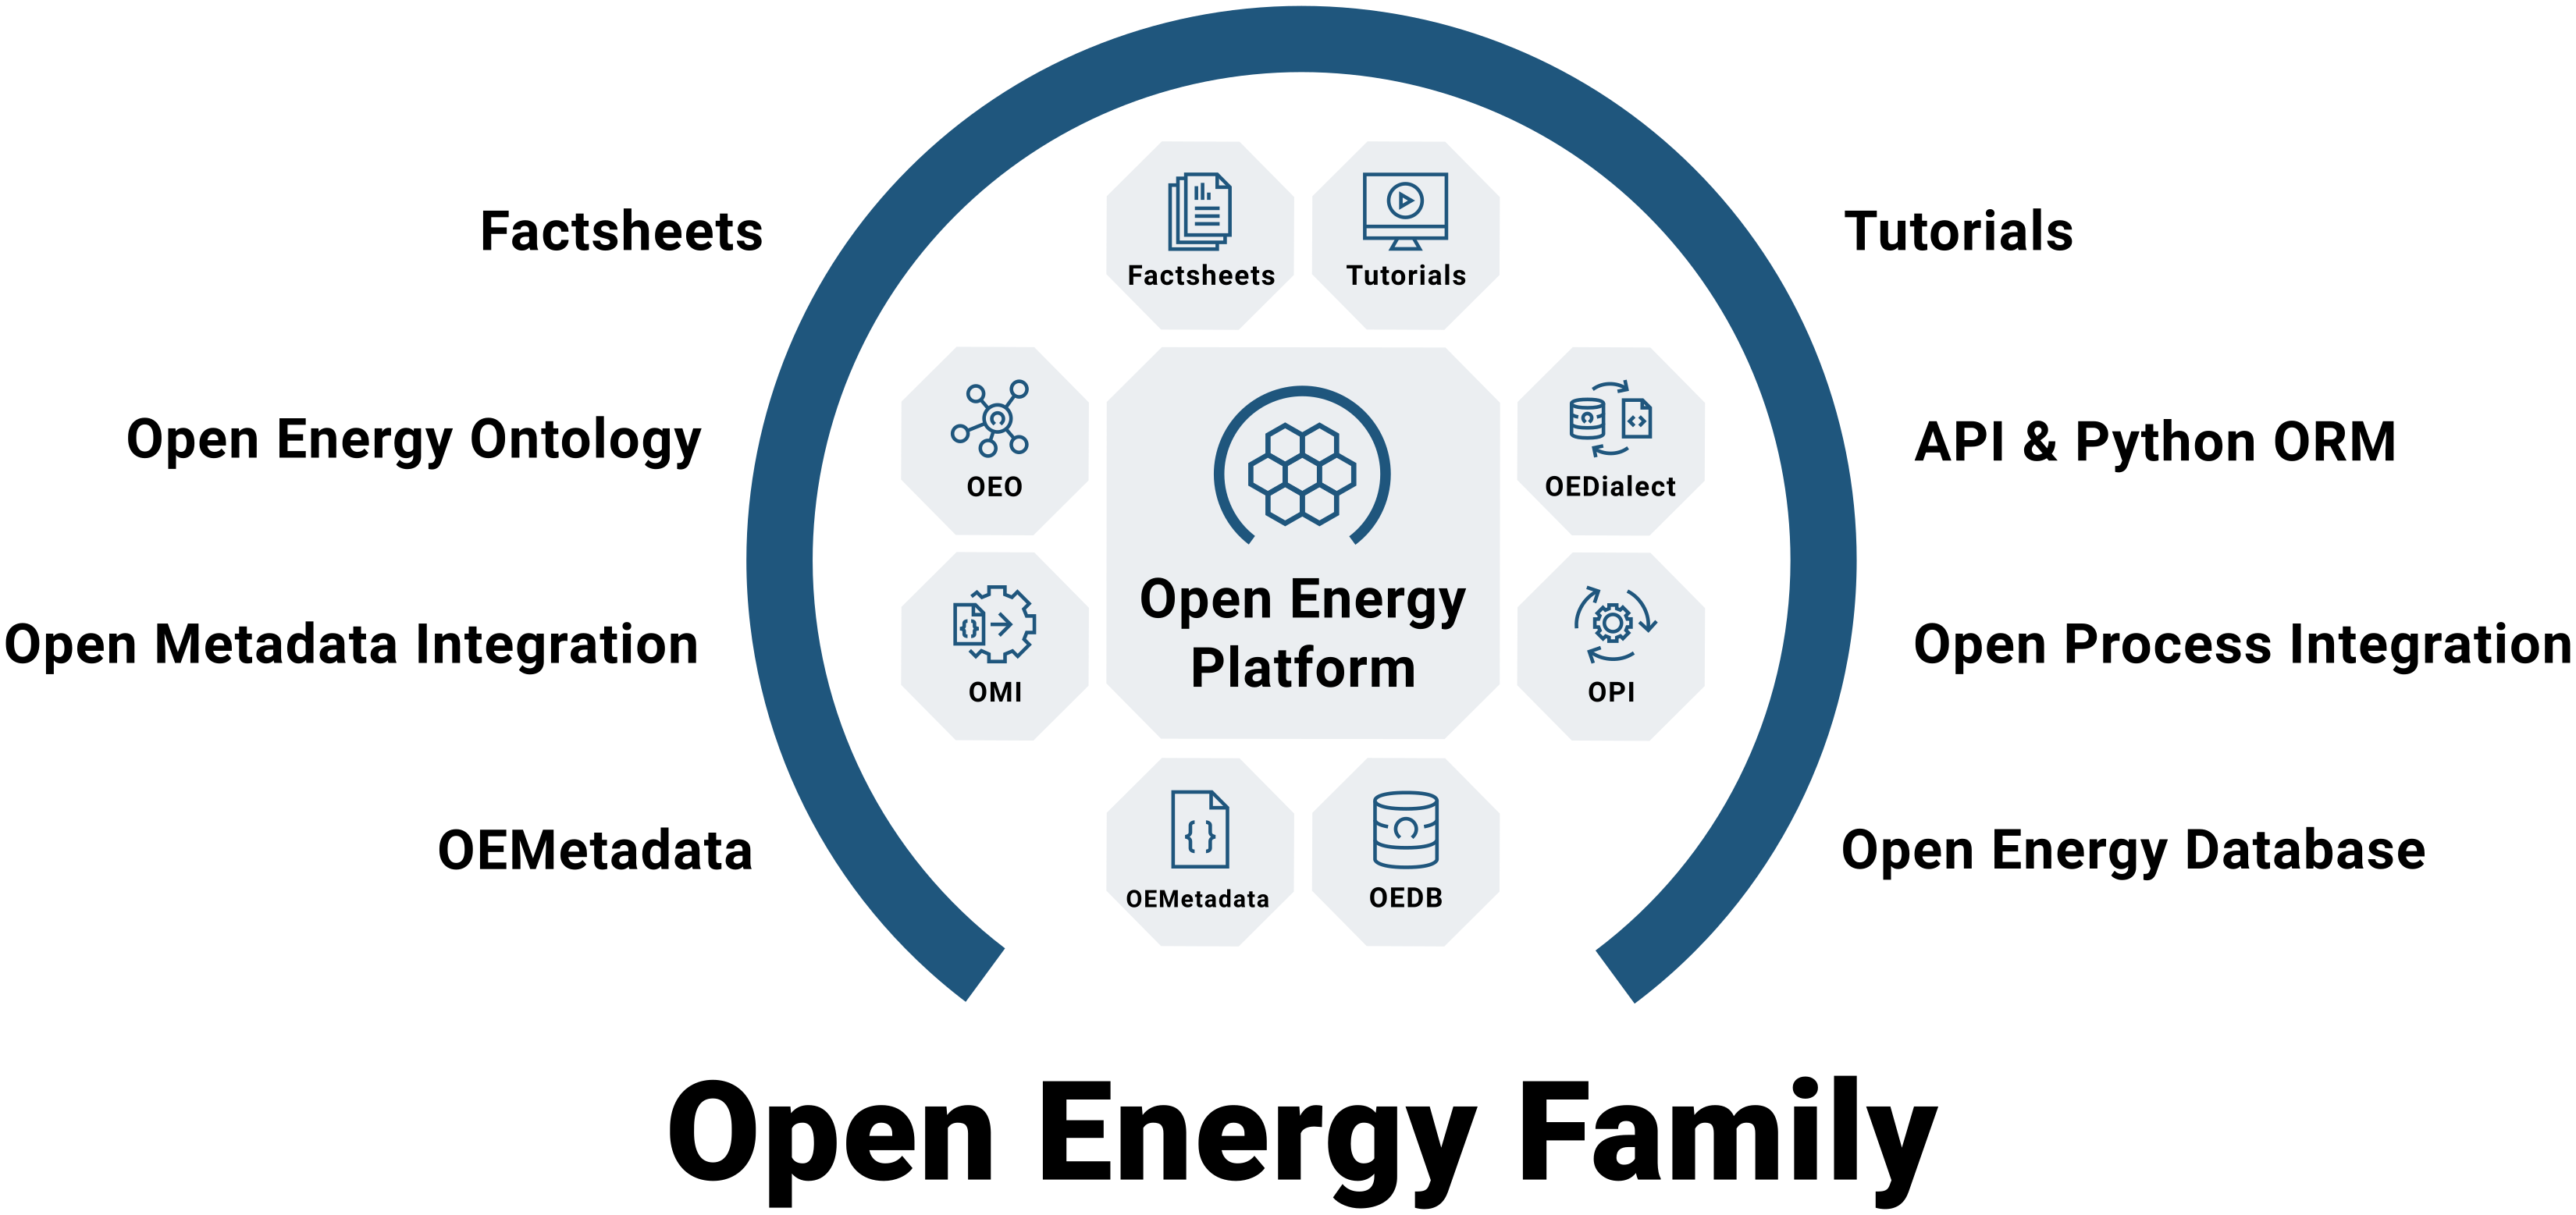 Factsheets
Tutorials
Factsheets
Tutorials
Open Energy Ontology
OEO
OEDialect
API & Python ORM
Open Energy
Platform
Open Metadata Integration
OMI
OPI
Open Process Integration
OEMetadata
OEMetadata
OEDB
Open Energy Database
Open Energy Family